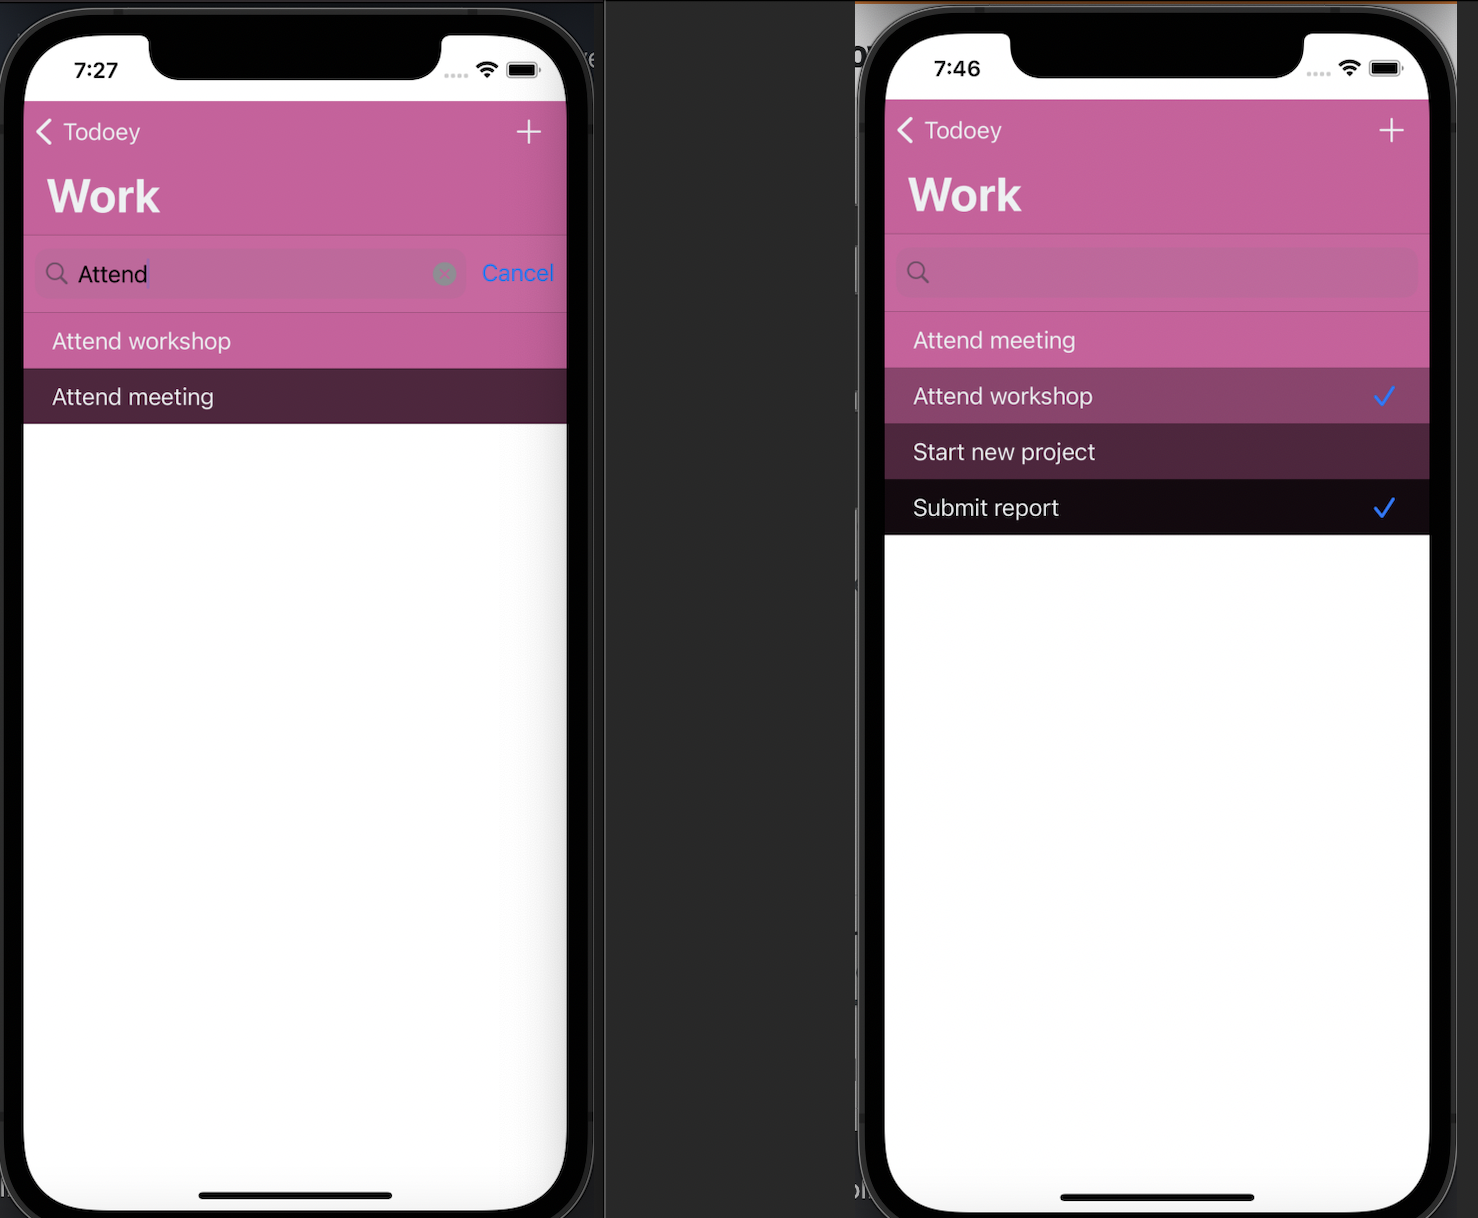 7:27
Todoey
Work
Attend
Cancel
Attend workshop
Attend meeting
7:46
Todoey
Work
Attend meeting
Attend workshop
Start new project
Submit report